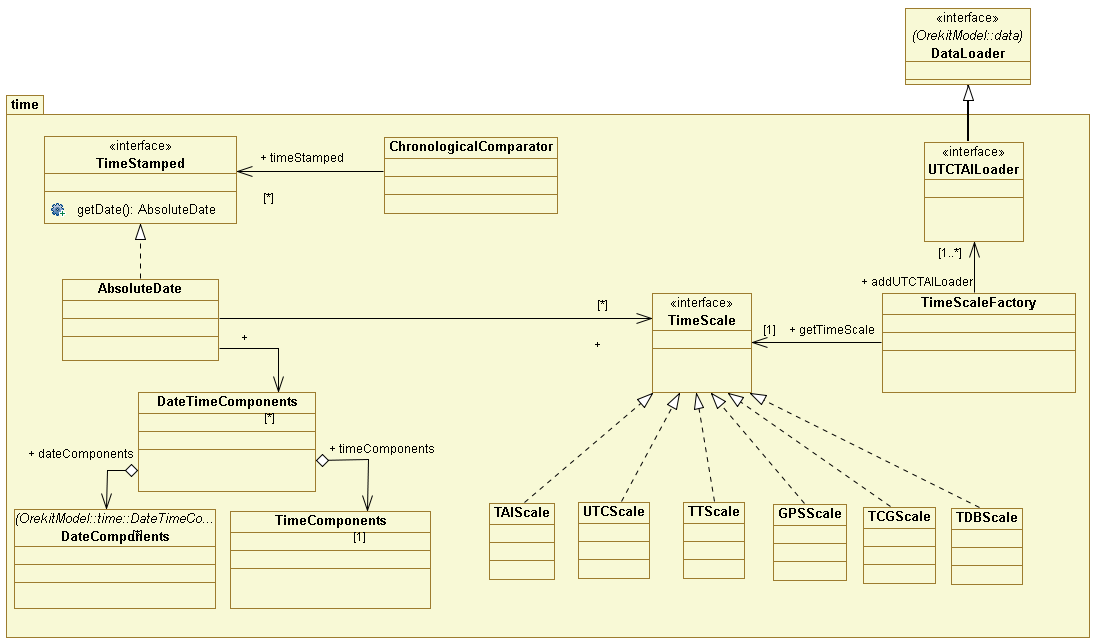 «interface»
(OrekitModel::data)
DataLoader
time
«interface»
TimeStamped
getDate(): AbsoluteDate
+ timeStamped
[*]
ChronologicalComparator
«interface»
UTCTAILoader
[1..*]
+ addUTCTAILoader
AbsoluteDate
[*]
+
«interface»
TimeScale
[1]
+ getTimeScale
TimeScaleFactory
+
DateTimeComponents
[*]
+ dateComponents
+ timeComponents
(OrekitModel::time::DateTimeCo...
DateComponents
[*]
TimeComponents
[1]
TAIScale
UTCScale
TTScale
GPSScale
TCGScale
TDBScale